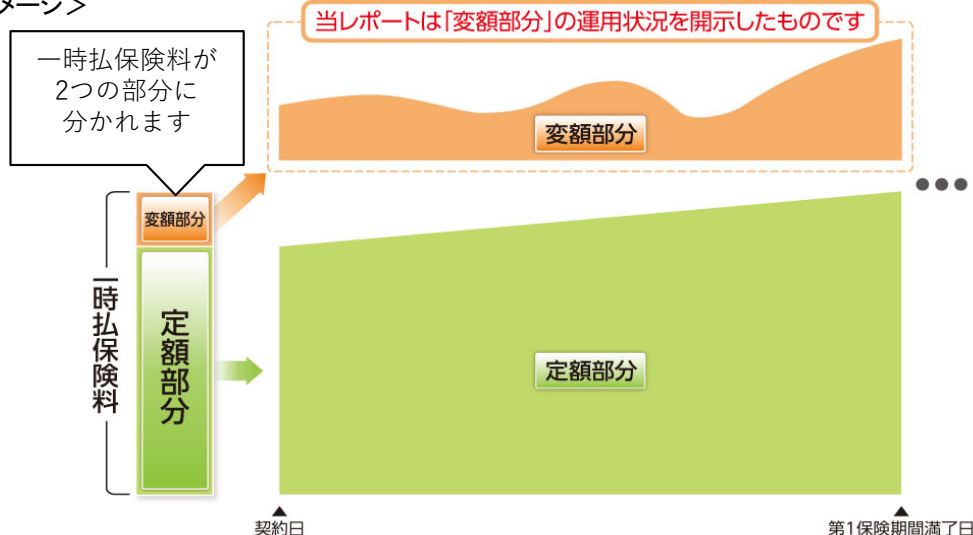 メージ＞
当レポートは「変額部分」の運用状況を開示したものです
一時払保険料が
2つの部分に
分かれます
変額部分
変額部分
一時払保険料
定額部分
定額部分
契約日
第1保険期間満了日